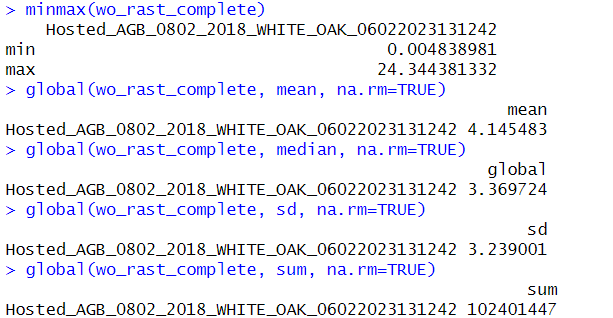 > minmax(wo_rast_complete)
    Hosted_AGB_0802_2018_WHITE_OAK_06022023131242
min                                   0.004838981
max                                  24.344381332
> global(wo_rast_complete, mean, na.rm=TRUE)
                                                  mean
Hosted_AGB_0802_2018_WHITE_OAK_06022023131242 4.145483
> global(wo_rast_complete, median, na.rm=TRUE)
                                                global
Hosted_AGB_0802_2018_WHITE_OAK_06022023131242 3.369724
> global(wo_rast_complete, sd, na.rm=TRUE)
                                                    sd
Hosted_AGB_0802_2018_WHITE_OAK_06022023131242 3.239001
> global(wo_rast_complete, sum, na.rm=TRUE)
                                                    sum
Hosted_AGB_0802_2018_WHITE_OAK_06022023131242 102401447